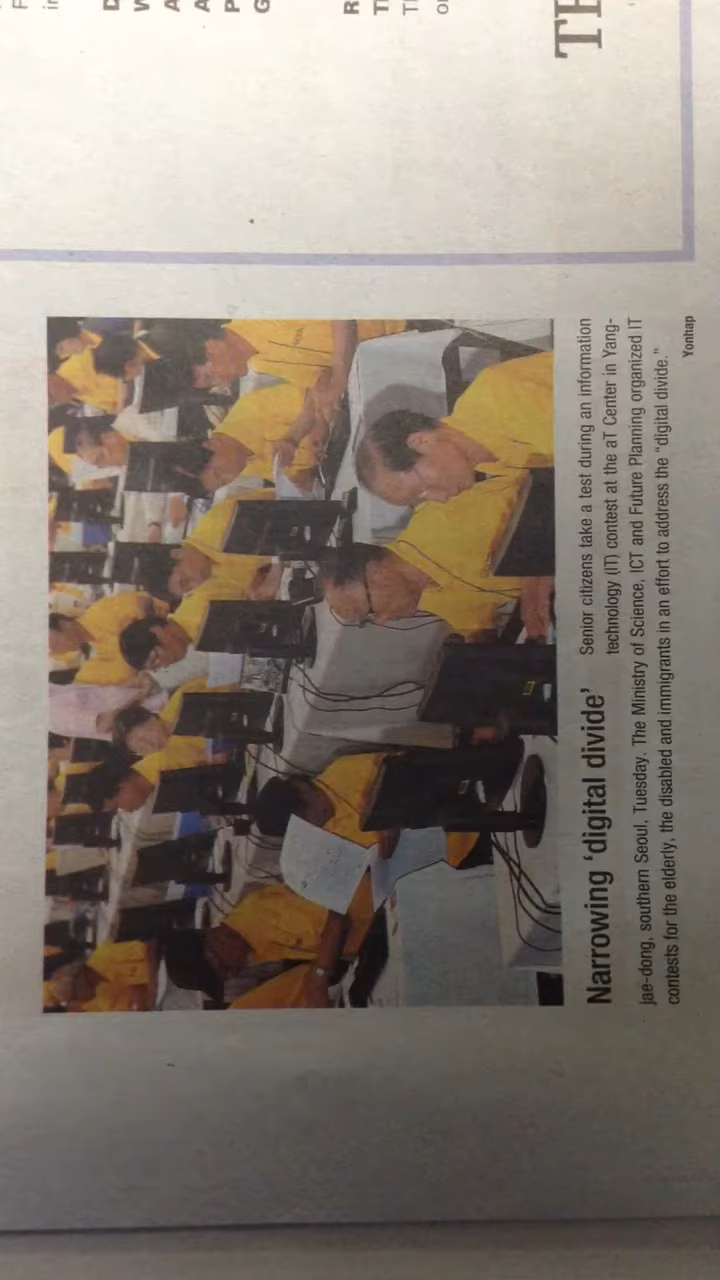 Narrowing ‘digital divide’
Senior citizens take a test during an information
technology (IT) contest at the aT Center in Yang-
jae-dong, southern Seoul, Tuesday. The Ministry of Science, ICT and Future Planning organized IT
contests for the elderly, the disabled and immigrants in an effort to address the “digital divide.”
Yonhap